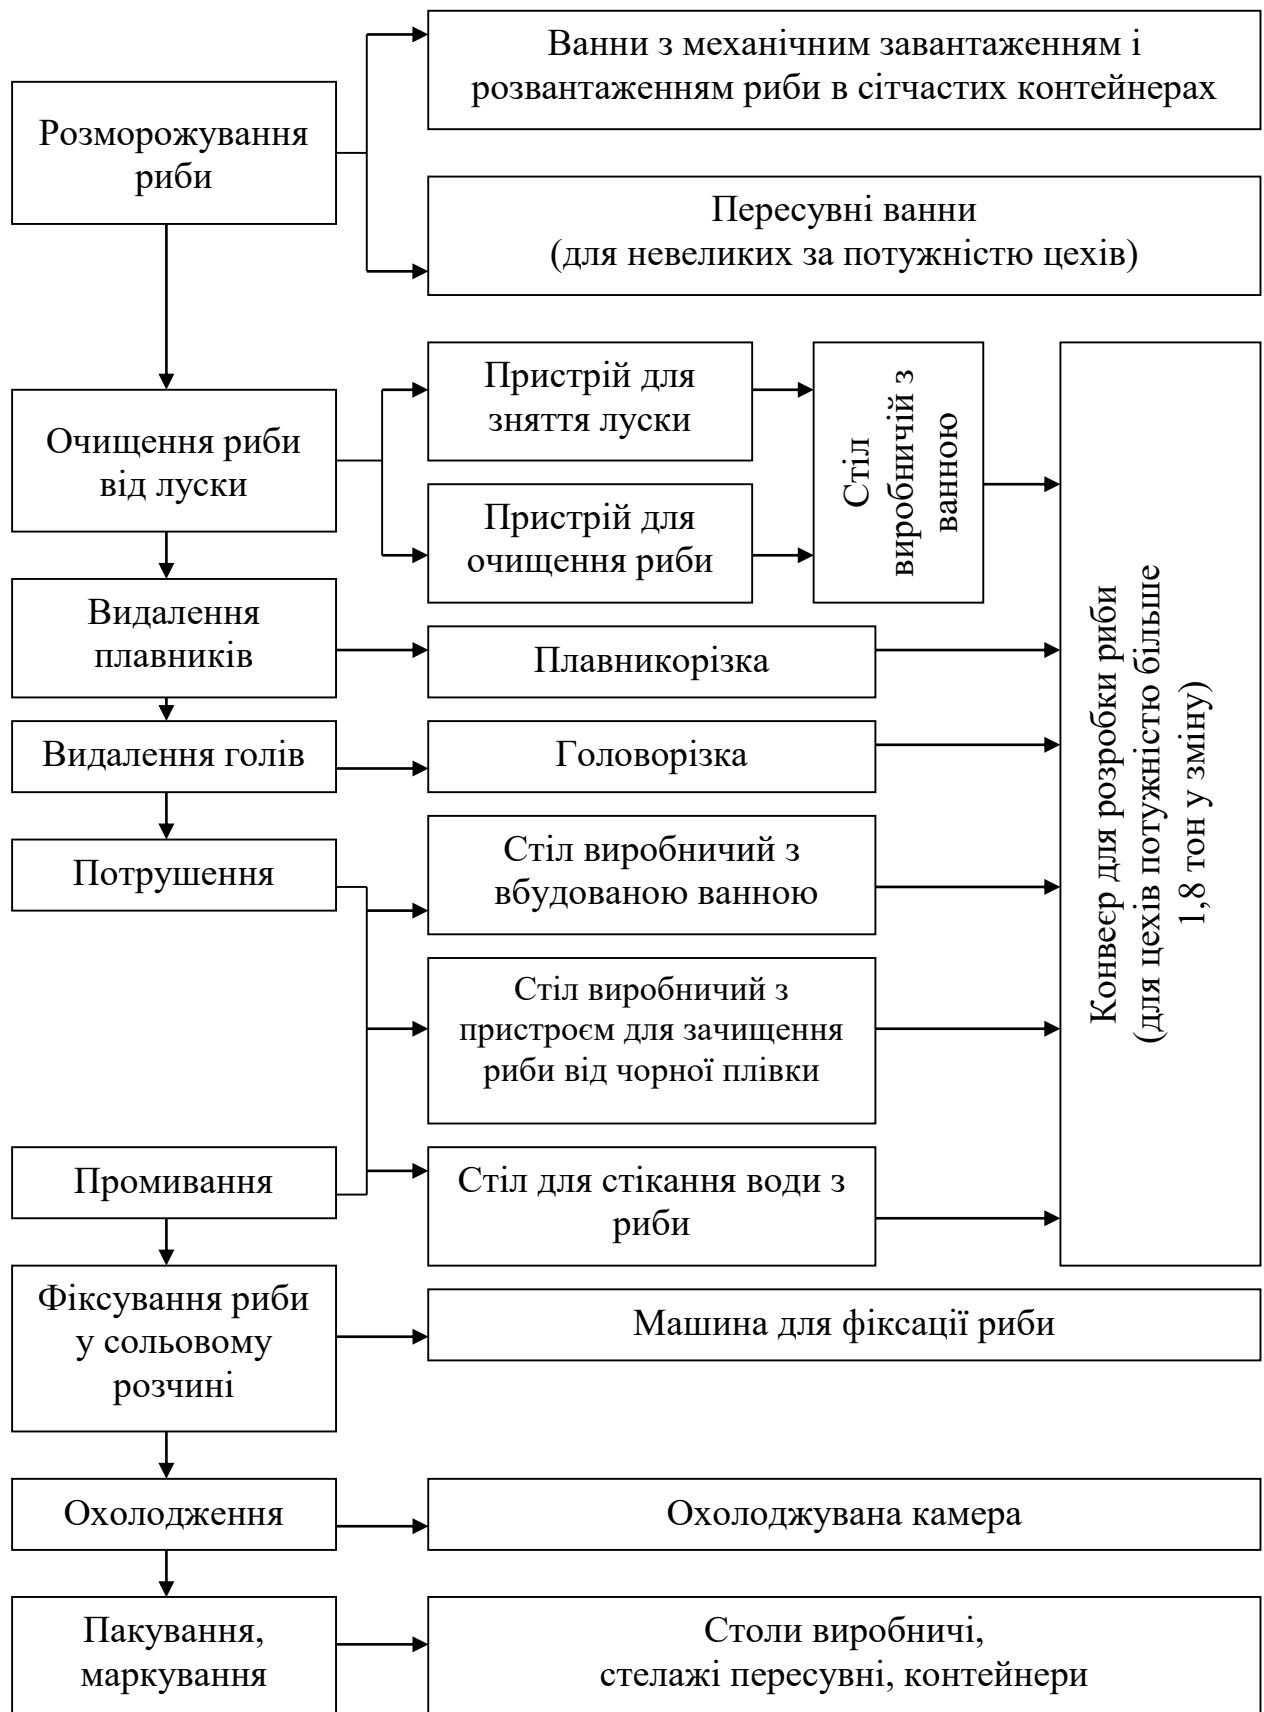 Ванни з механічним завантаженням і
розвантаженням риби в сітчастих контейнерах
Розморожування
риби
Пересувні ванни
(для невеликих за потужністю цехів)
Очищення риби
від луски
Пристрій для
зняття луски
Пристрій для
очищення риби
Стіл
виробничій з
ванною
Конвеєр для розробки риби
(для цехів потужністю більше
1,8 тон у зміну)
Видалення
плавників
Плавникорізка
Видалення голів
Головорізка
Потрушення
Стіл виробничий з
вбудованою ванною
Стіл виробничий з
пристроєм для зачищення
риби від чорної плівки
Промивання
Стіл для стікання води з
риби
Фіксування риби
у сольовому
розчині
Машина для фіксації риби
Охолодження
Охолоджувана камера
Пакування,
маркування
Столи виробничі,
стелажі пересувні, контейнери